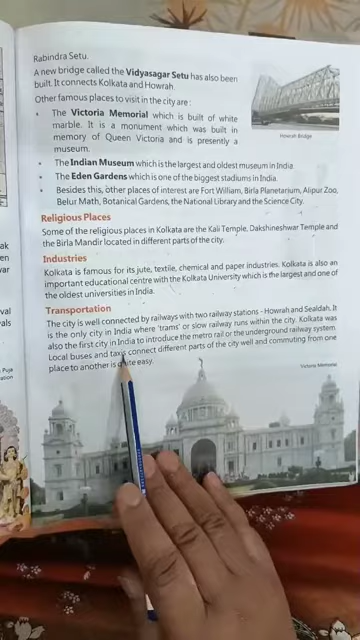 Rabindra Setu.
A new bridge called the Vidyasagar Setu has also been
built. It connects Kolkata and Howrah.
Other famous places to visit in the city are :
• The Victoria Memorial which is built of white
marble. It is a monument which was built in
memory of Queen Victoria and is presently a
museum.
Howrah Bridge
• The Indian Museum which is the largest and oldest museum in India.
• The Eden Gardens which is one of the biggest stadiums in India.
• Besides this, other places of interest are Fort William, Birla Planetarium, Alipur Zoo,
Belur Math, Botanical Gardens, the National Library and the Science City.
Religious Places
Some of the religious places in Kolkata are the Kali Temple, Dakshineshwar Temple and
the Birla Mandir located in different parts of the city.
Industries
Kolkata is famous for its jute, textile, chemical and paper industries. Kolkata is also an
important educational centre with the Kolkata University which is the largest and one of
the oldest universities in India.
Transportation
The city is well connected by railways with two railway stations - Howrah and Sealdah. It
is the only city in India where 'trams' or slow railway runs within the city. Kolkata was
also the first city in India to introduce the metro rail or the underground railway system.
Local buses and taxis connect different parts of the city well and commuting from one
place to another is quite easy.
Victoria Memorial
ak
en
var
val
als
Puja
ation